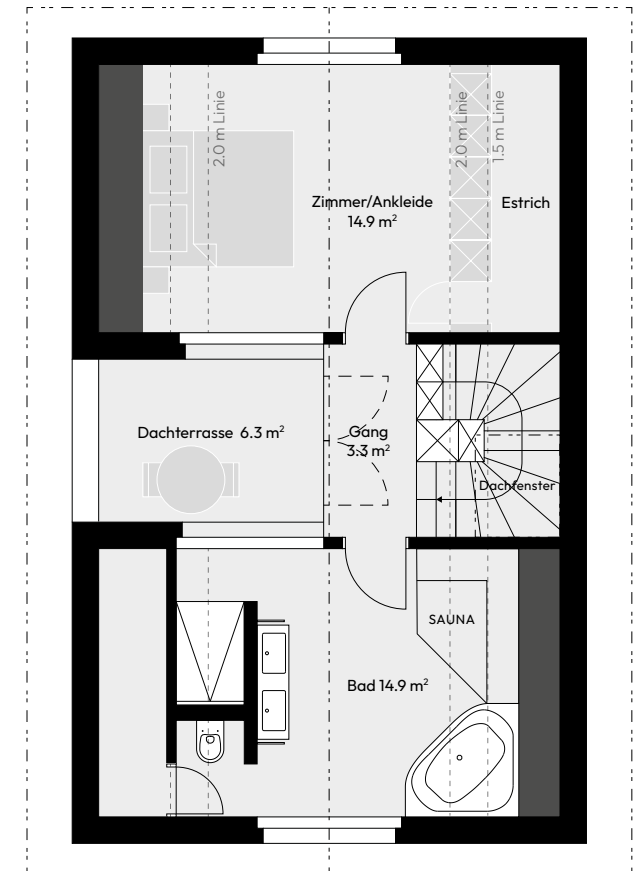 2.0 m Linie
2.0 m Linie
1.5 m Linie
Zimmer/Ankleide
14.9 m²
Estrich
Dachterrasse 6.3 m²
Gang
3.3 m²
Dachfenster
SAUNA
Bad 14.9 m²